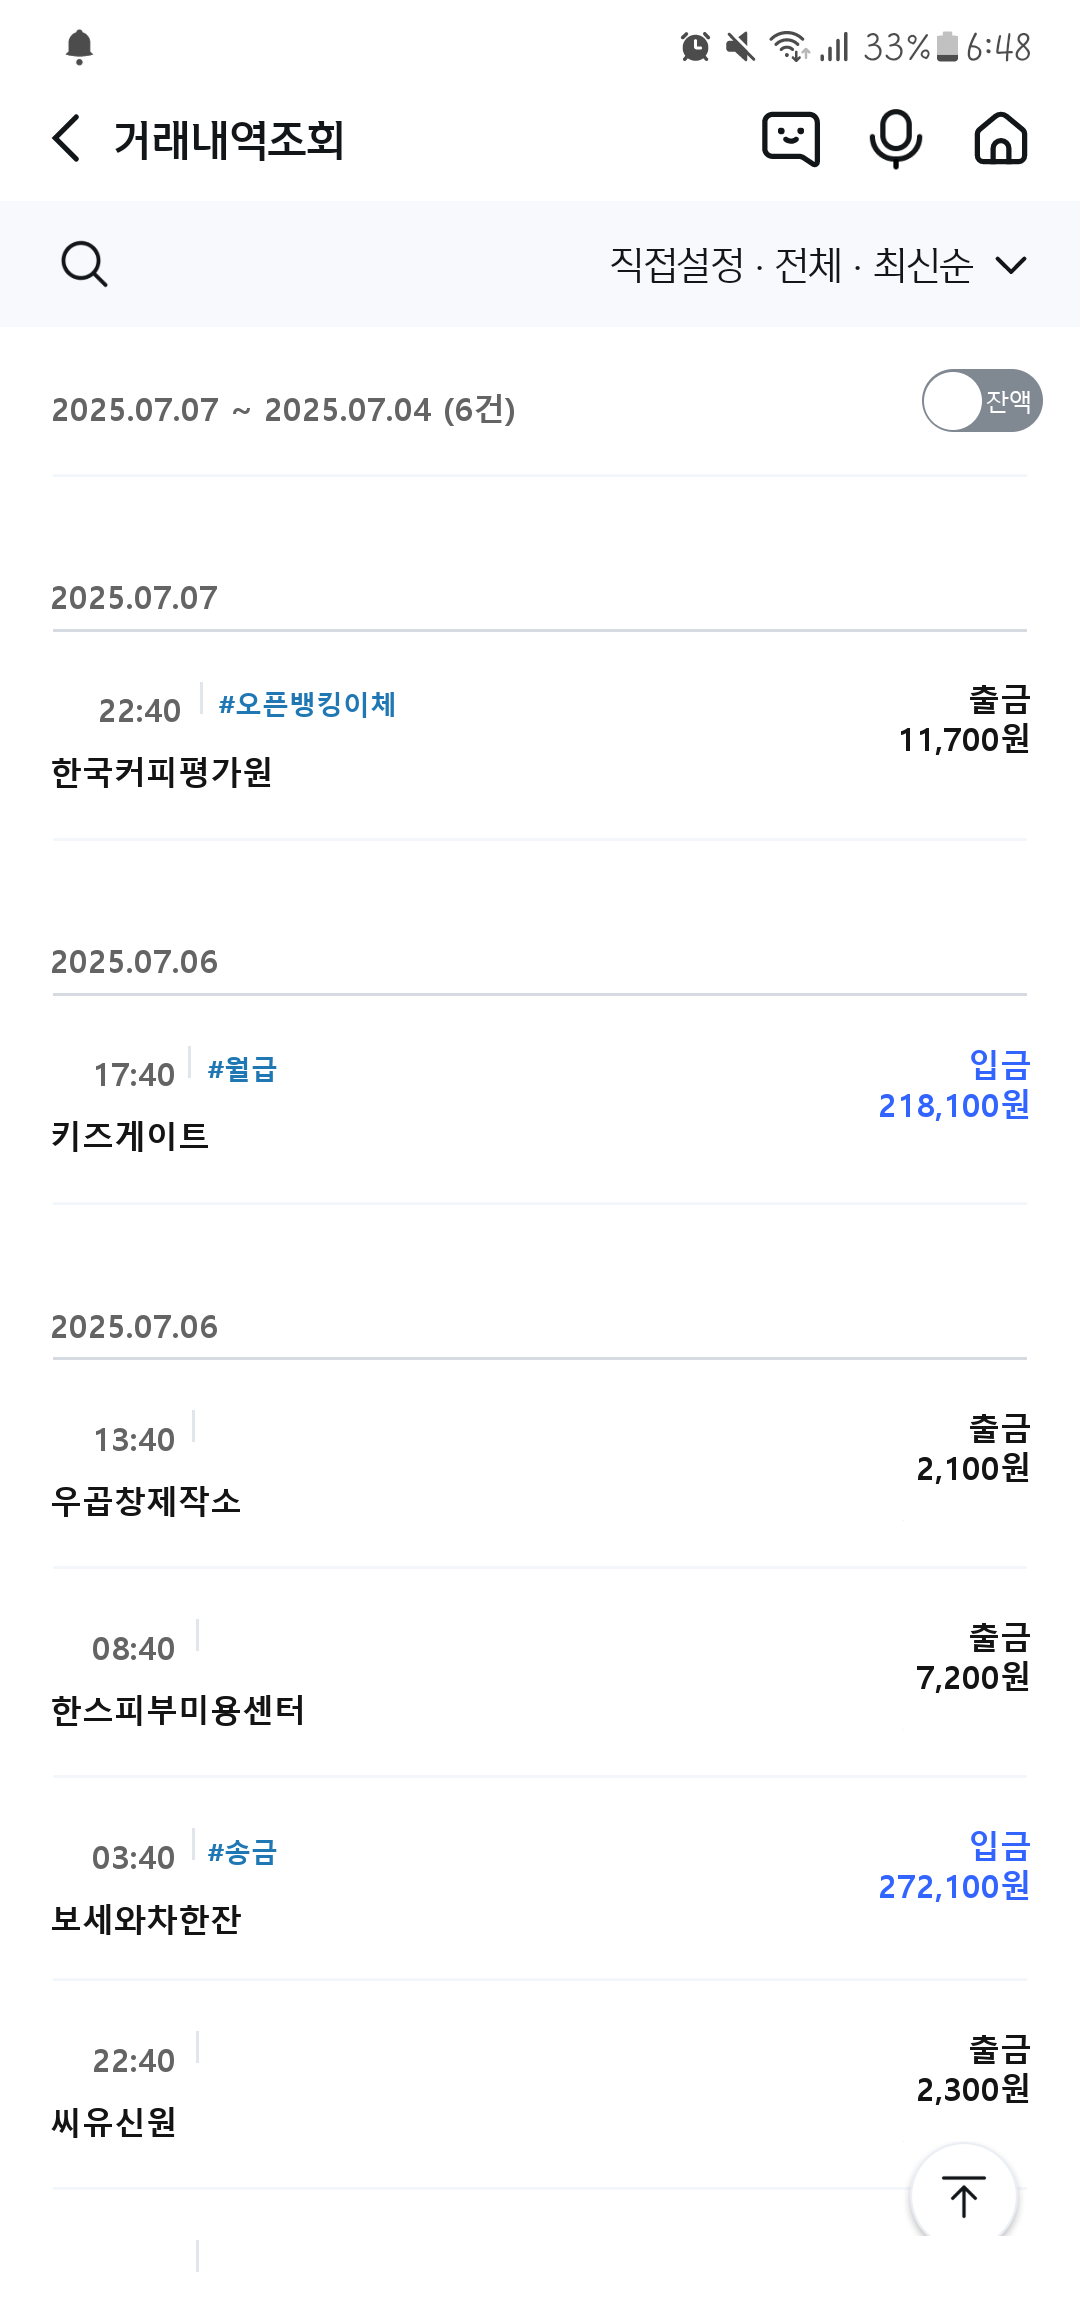 33% 6:48
거래내역조회
직접설정 · 전체 · 최신순
2025.07.07 ~ 2025.07.04 (6건)
잔액
2025.07.07
22:40 #오픈뱅킹이체
출금
11,700원
한국커피평가원
2025.07.06
17:40 #월급
입금
218,100원
키즈게이트
2025.07.06
13:40
출금
2,100원
우곱창제작소
08:40
출금
7,200원
한스피부미용센터
03:40 #송금
입금
272,100원
보세와차한잔
22:40
출금
2,300원
씨유신원